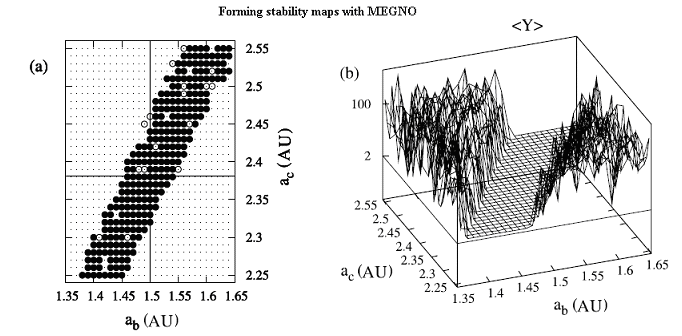 Forming stability maps with MEGNO
<Y>
(a)
2.55
2.5
2.45
2.4
2.35
2.3
2.25
a_c (AU)
1.35 1.4 1.45 1.5 1.55 1.6 1.65
a_b (AU)
(b)
100
2
2.55
2.5
2.45
2.4
2.35
2.3
2.25
a_c (AU)
1.35 1.4 1.45 1.5 1.55 1.6 1.65
a_b (AU)